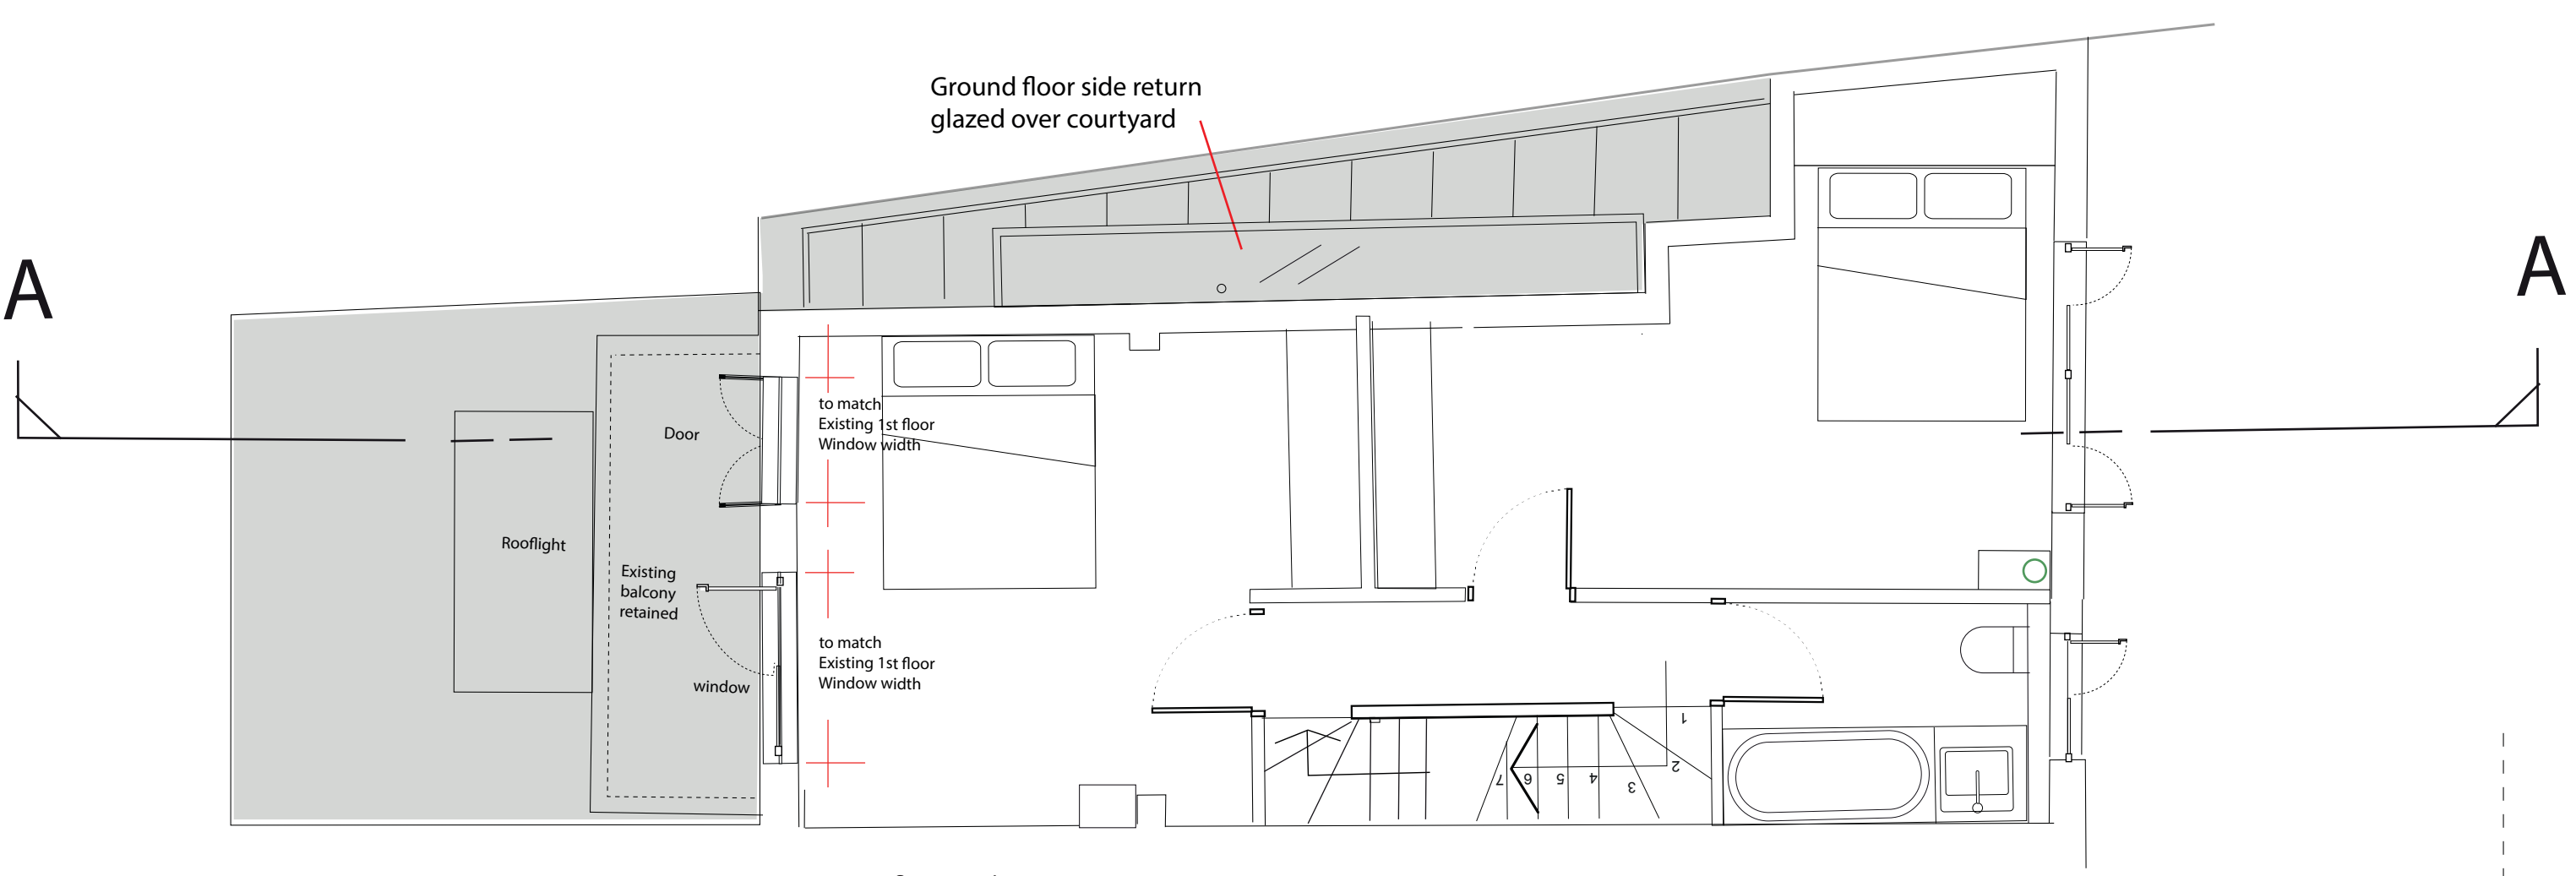 Ground floor side return
glazed over courtyard
A
A
to match
Existing 1st floor
Window width
Door
Rooflight
Existing
balcony
retained
to match
Existing 1st floor
Window width
window
1
2
3
4
5
6
7